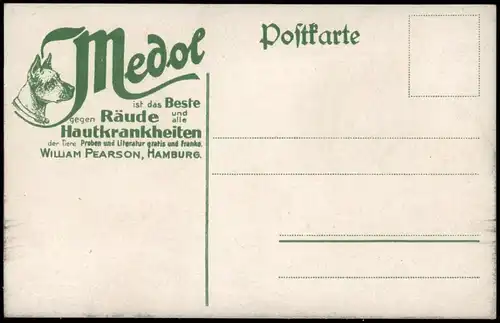 Medol
ist das Beste
gegen Räude und alle
Hautkrankheiten
der Tiere. Proben und Literatur gratis und franko.
WILLIAM PEARSON, HAMBURG.
Postkarte